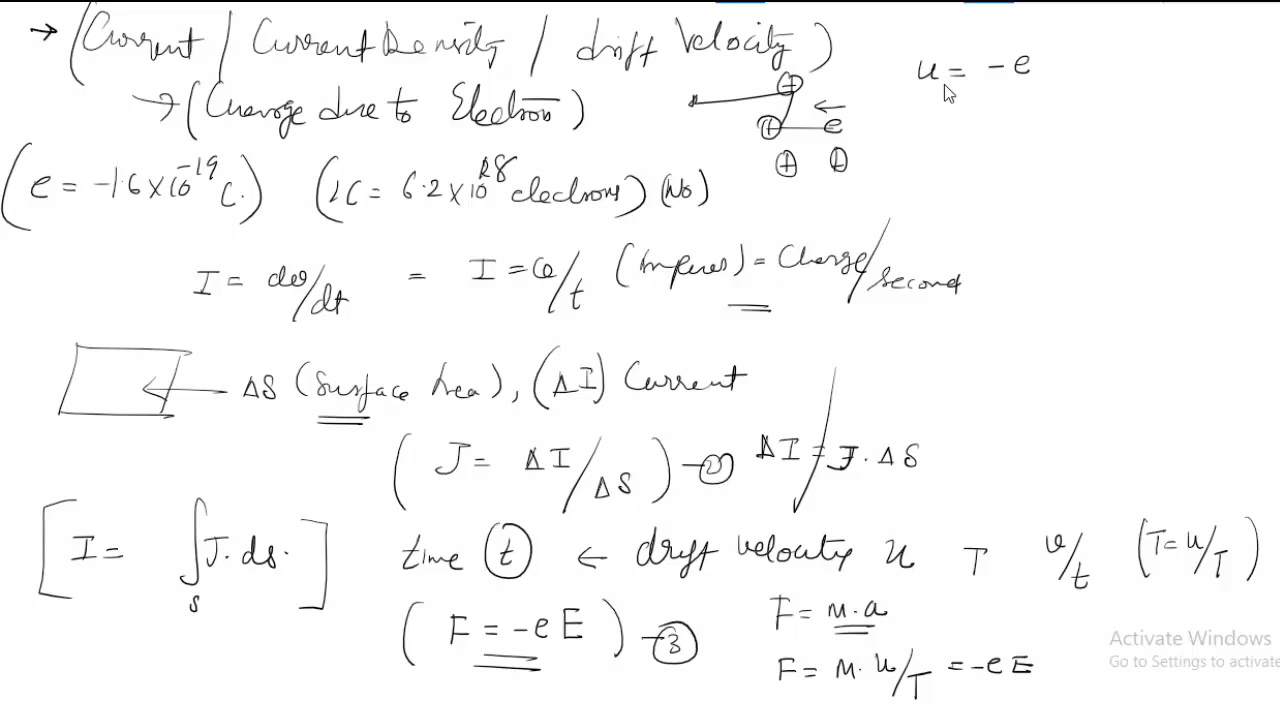 → (Current / Current Density / drift Velocity)
u = -e
→ (Charge due to Electron)
(e = -1.6×10^-19 C.) (1C = 6.2×10^18 electrons) (No)
I = dQ/dt = I = Q/t (Amperes) = Charge/second
ΔS (Surface Area), (ΔI) Current
(J = ΔI/ΔS) - ② ΔI = J·ΔS
[I = ∫s J·ds.] time (t) ← drift velocity u T v/t (T = u/T)
(F = -eE) - ③ F = m.a
F = m.u/T = -eE
Activate Windows
Go to Settings to activate